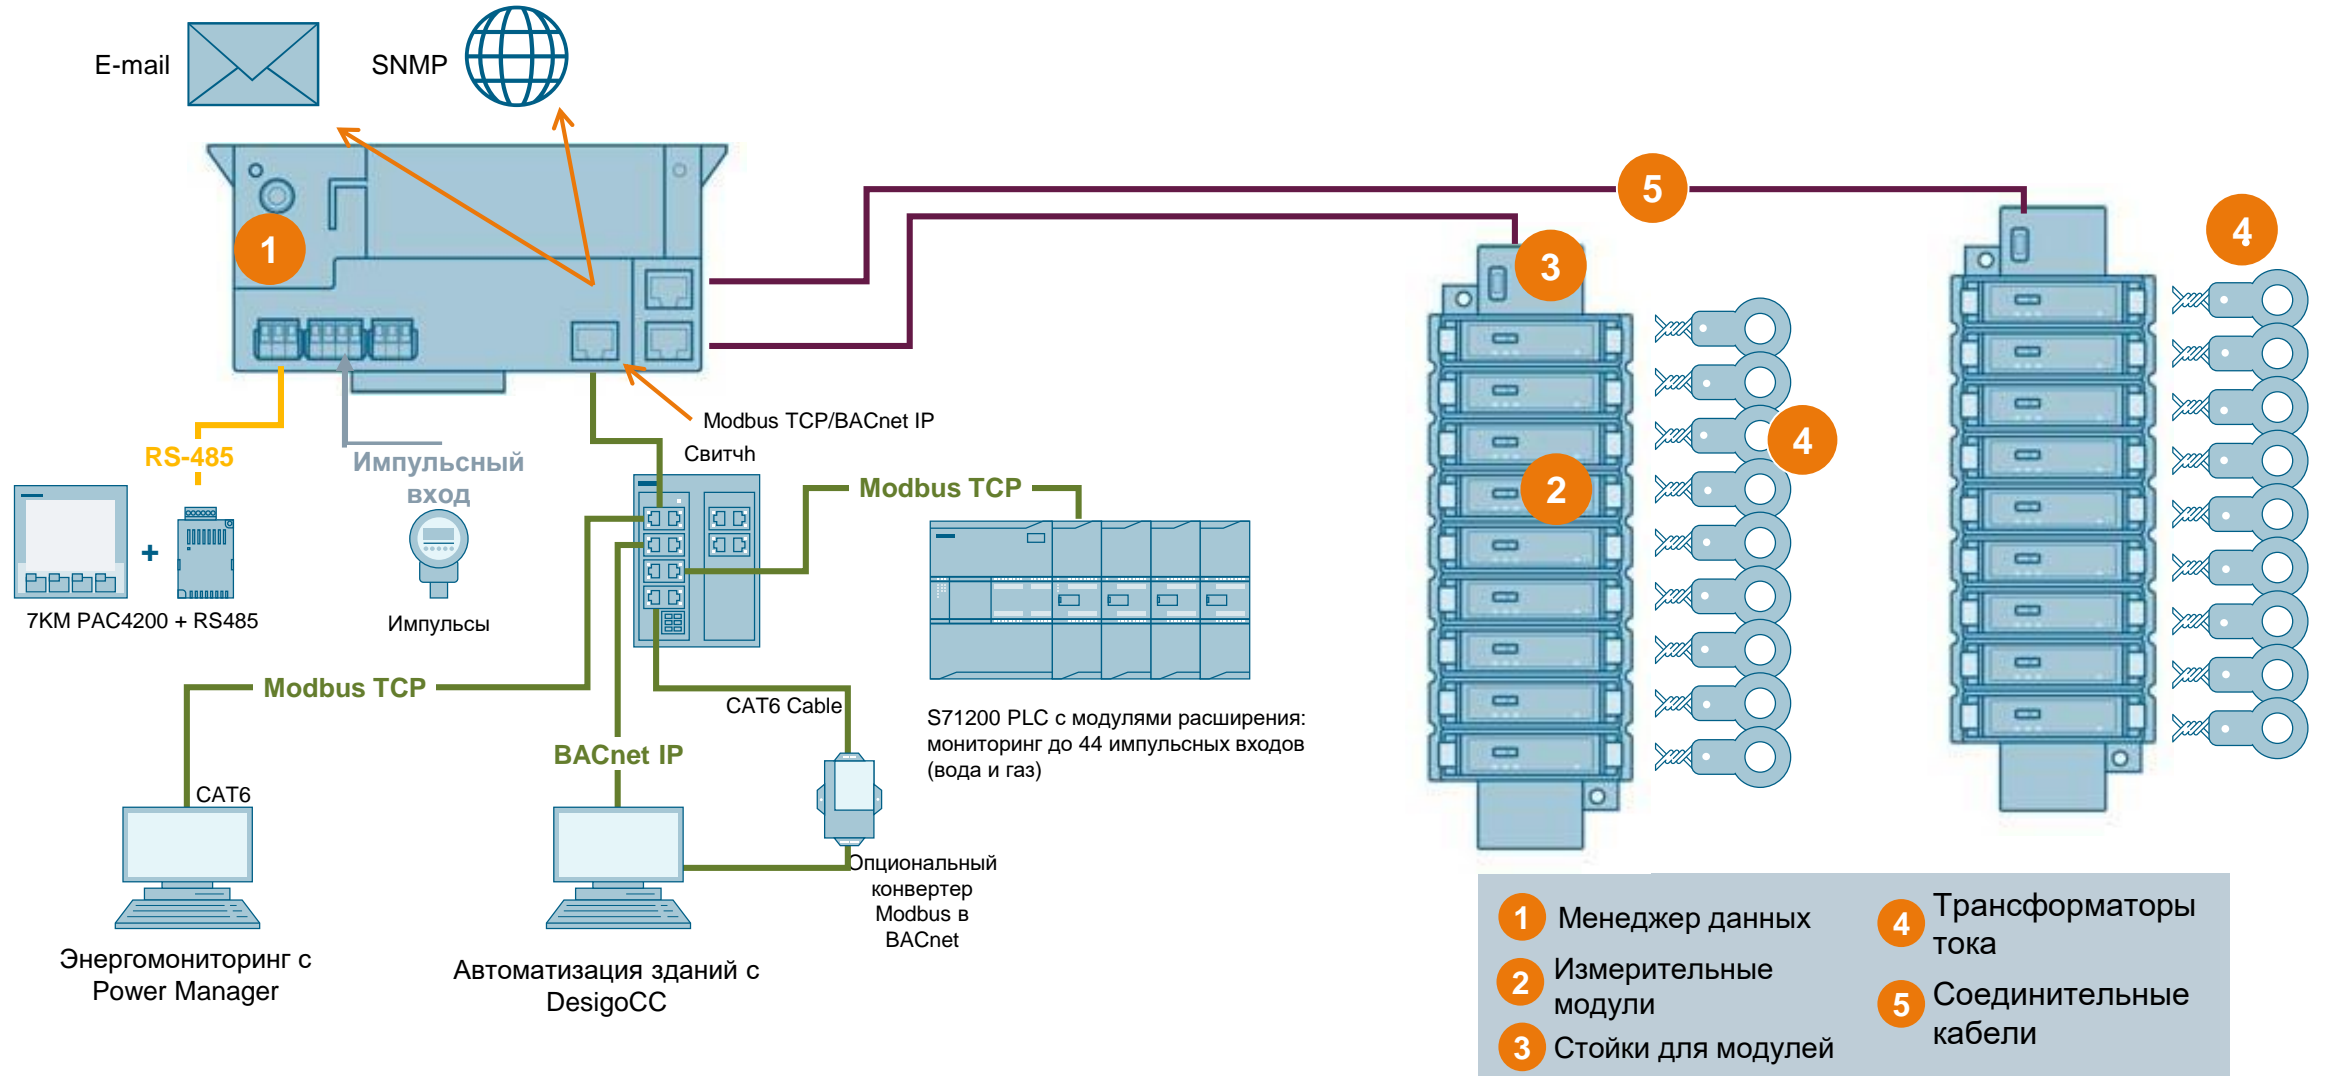 E-mail
SNMP
1
5
4
3
Modbus TCP/BACnet IP
Свитчh
RS-485
Импульсный
вход
Modbus TCP
4
2
+
7KM PAC4200 + RS485
Импульсы
Modbus TCP
CAT6 Cable
S71200 PLC с модулями расширения:
мониторинг до 44 импульсных входов
(вода и газ)
BACnet IP
CAT6
Опциональный
конвертер
Modbus в
BACnet
Энергомониторинг с
Power Manager
Автоматизация зданий с
DesigoCC
1 Менеджер данных
2 Измерительные
модули
3 Стойки для модулей
4 Трансформаторы
тока
5 Соединительные
кабели